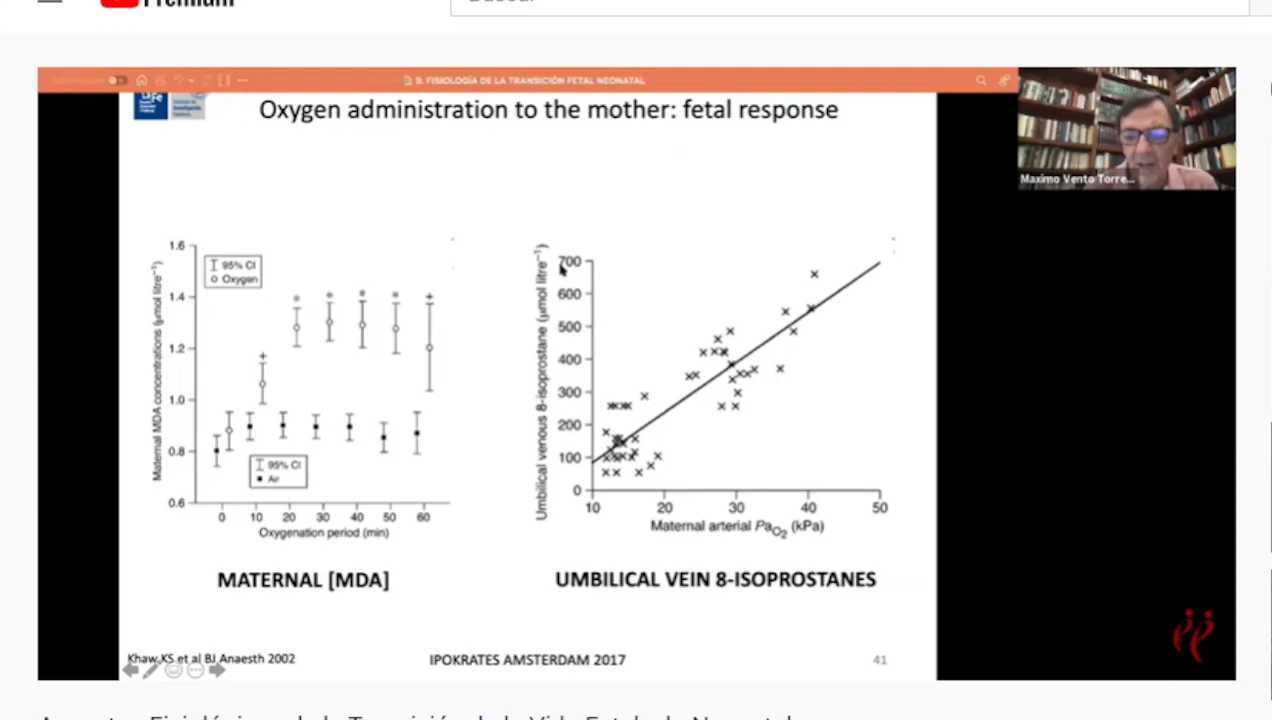 Premium
9. FISIOLOGÍA DE LA TRANSICIÓN FETAL NEONATAL
Maximo Vento Torre...
LaFe
Oxygen administration to the mother: fetal response
Maternal MDA concentrations (µmol litre⁻¹)
1.6
1.4
1.2
1.0
0.8
0.6
95% CI
Oxygen
* * * * +
+
95% CI
Air
0 10 20 30 40 50 60
Oxygenation period (min)
MATERNAL [MDA]
Umbilical venous 8-isoprostane (µmol litre⁻¹)
700
600
500
400
300
200
100
0
10 20 30 40 50
Maternal arterial PaO₂ (kPa)
UMBILICAL VEIN 8-ISOPROSTANES
Khaw KS et al BJ Anaesth 2002
IPOKRATES AMSTERDAM 2017
41